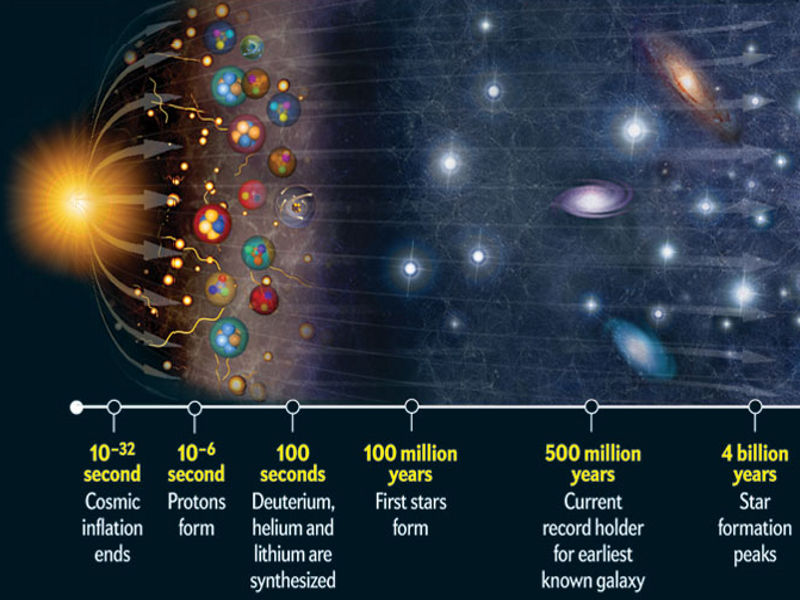 10⁻³²
second
Cosmic
inflation
ends
10⁻⁶
second
Protons
form
100
seconds
Deuterium,
helium and
lithium are
synthesized
100 million
years
First stars
form
500 million
years
Current
record holder
for earliest
known galaxy
4 billion
years
Star
formation
peaks